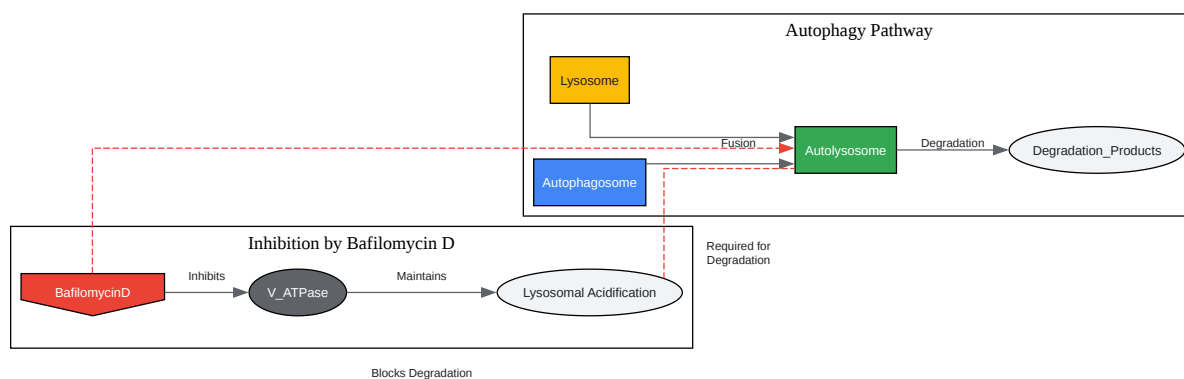 Autophagy Pathway
Lysosome
Fusion
Autolysosome
Degradation
Degradation_Products
Autophagosome
Inhibition by Bafilomycin D
Required for
Degradation
BafilomycinD
Inhibits
V_ATPase
Maintains
Lysosomal Acidification
Blocks Degradation